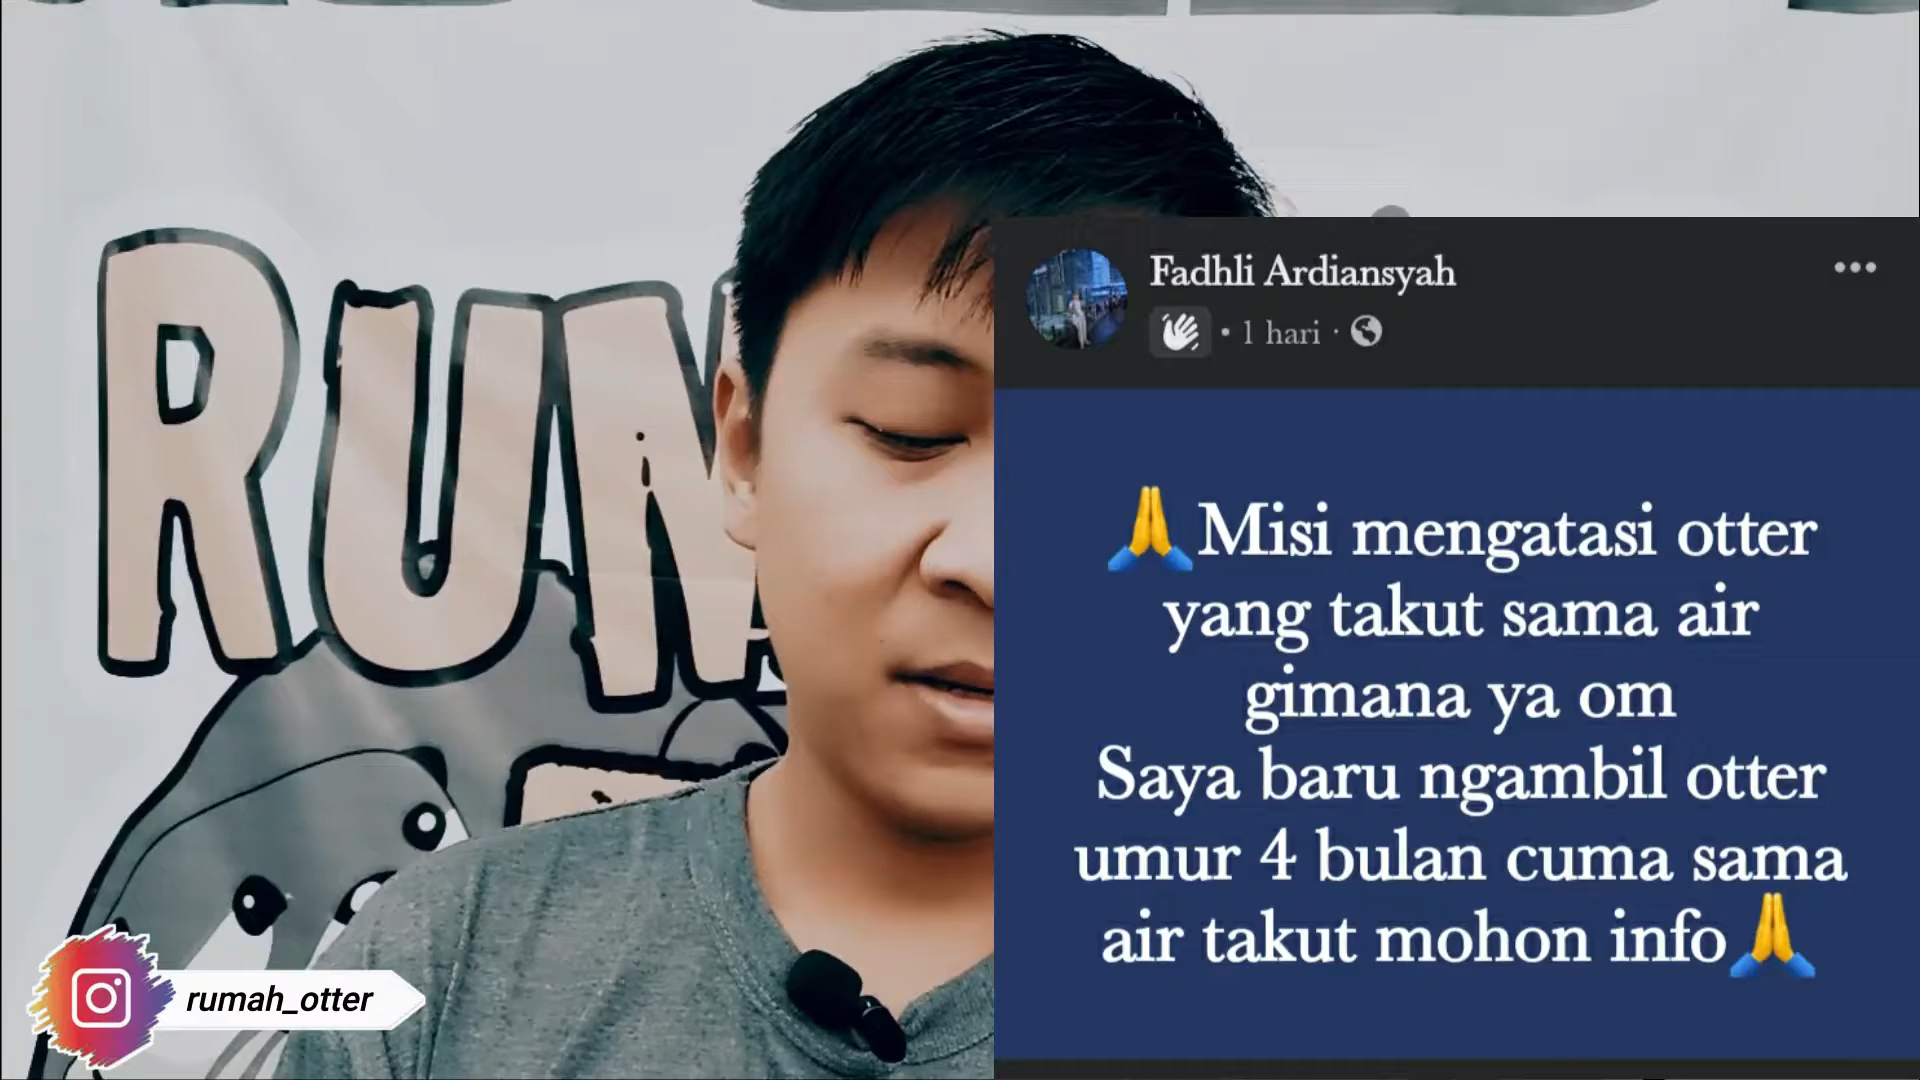 RUM
Fadhli Ardiansyah
• 1 hari ·
🙏Misi mengatasi otter
yang takut sama air
gimana ya om
Saya baru ngambil otter
umur 4 bulan cuma sama
air takut mohon info🙏
rumah_otter